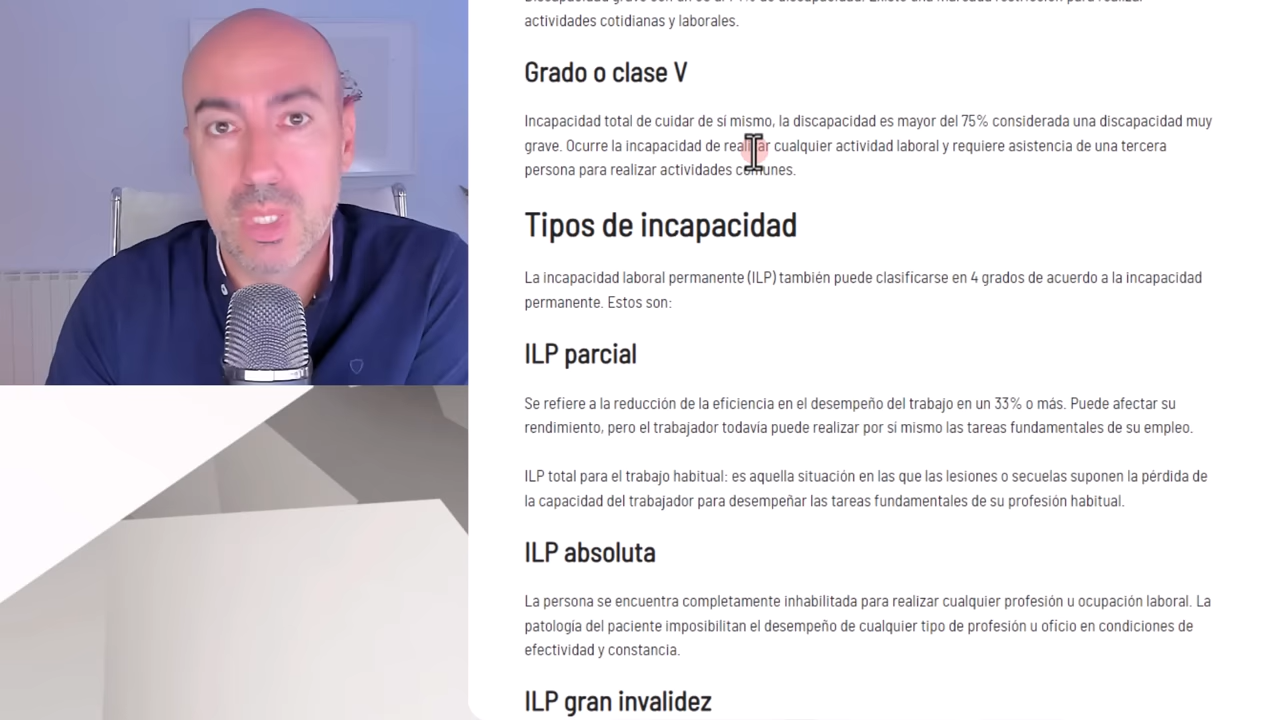 actividades cotidianas y laborales.
Grado o clase V
Incapacidad total de cuidar de sí mismo, la discapacidad es mayor del 75% considerada una discapacidad muy
grave. Ocurre la incapacidad de realizar cualquier actividad laboral y requiere asistencia de una tercera
persona para realizar actividades comunes.
Tipos de incapacidad
La incapacidad laboral permanente (ILP) también puede clasificarse en 4 grados de acuerdo a la incapacidad
permanente. Estos son:
ILP parcial
Se refiere a la reducción de la eficiencia en el desempeño del trabajo en un 33% o más. Puede afectar su
rendimiento, pero el trabajador todavía puede realizar por sí mismo las tareas fundamentales de su empleo.
ILP total para el trabajo habitual: es aquella situación en las que las lesiones o secuelas suponen la pérdida de
la capacidad del trabajador para desempeñar las tareas fundamentales de su profesión habitual.
ILP absoluta
La persona se encuentra completamente inhabilitada para realizar cualquier profesión u ocupación laboral. La
patología del paciente imposibilitan el desempeño de cualquier tipo de profesión u oficio en condiciones de
efectividad y constancia.
ILP gran invalidez